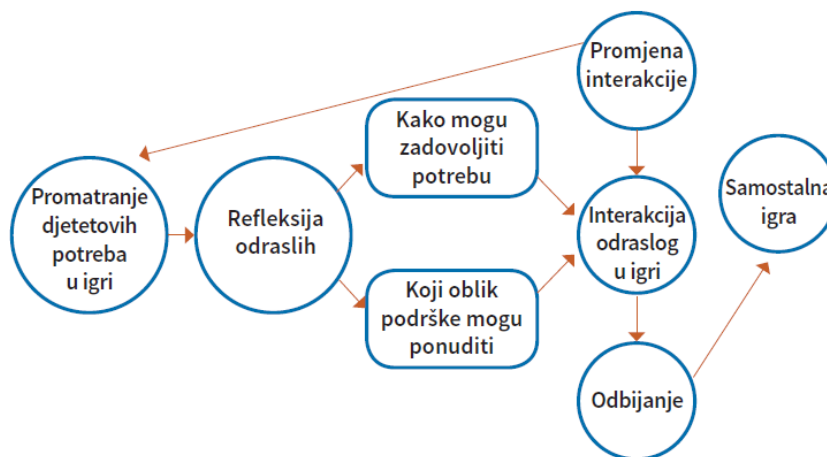 Promjena
interakcije
Kako mogu
zadovoljiti
potrebu
Promatranje
djetetovih
potreba
u igri
Refleksija
odraslih
Interakcija
odraslog
u igri
Samostalna
igra
Koji oblik
podrške mogu
ponuditi
Odbijanje